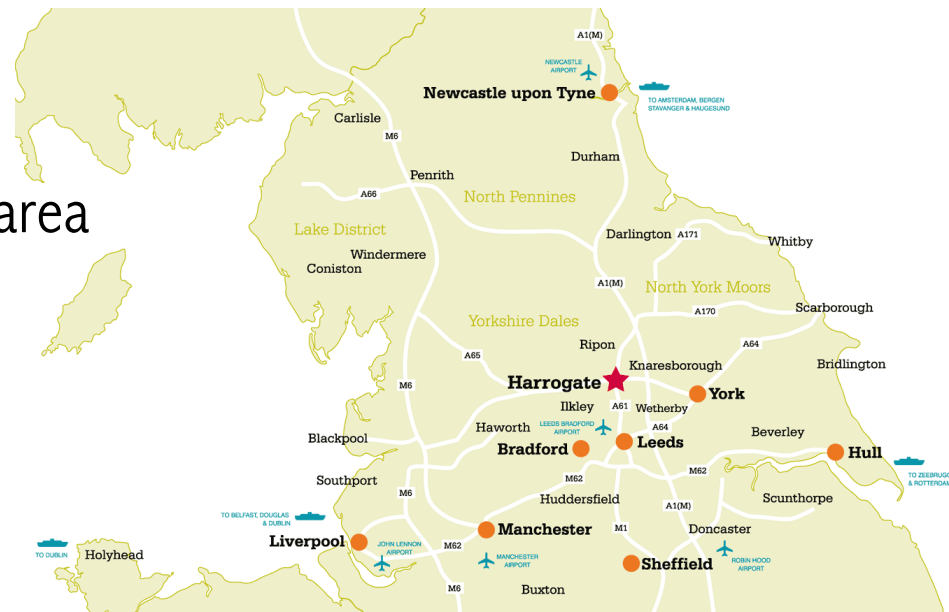 A1(M)
NEWCASTLE
AIRPORT
Newcastle upon Tyne
TO AMSTERDAM, BERGEN
STAVANGER & HAUGESUND
Carlisle
M6
Durham
Penrith
A66
North Pennines
area
Lake District
Darlington
A171
Whitby
Windermere
Coniston
A1(M)
North York Moors
A170
Scarborough
Yorkshire Dales
Ripon
A64
A65
Knaresborough
Bridlington
Harrogate
M6
York
Ilkley
A61
Wetherby
Haworth
LEEDS BRADFORD
AIRPORT
A64
Beverley
Blackpool
Bradford
Leeds
Hull
Southport
M62
M62
TO ZEEBRUGG
& ROTTERDAM
M6
Huddersfield
A1(M)
Scunthorpe
TO BELFAST, DOUGLAS
& DUBLIN
Manchester
M1
Doncaster
Liverpool
JOHN LENNON
AIRPORT
M62
TO DUBLIN
Holyhead
MANCHESTER
AIRPORT
Sheffield
ROBIN HOOD
AIRPORT
M6
Buxton